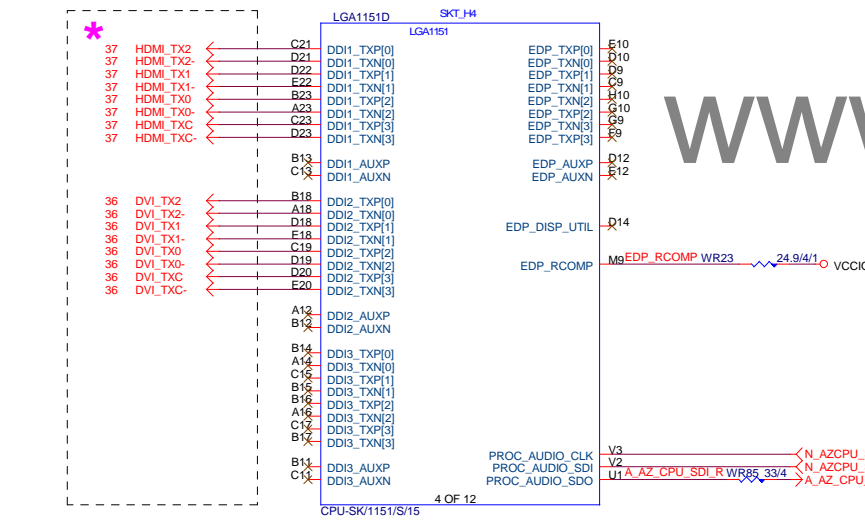 LGA1151D SKT_H4
LGA1151
*
37 HDMI_TX2 C21 DDI1_TXP[0] EDP_TXP[0] E10
37 HDMI_TX2- D21 DDI1_TXN[0] EDP_TXN[0] D10
37 HDMI_TX1 D22 DDI1_TXP[1] EDP_TXP[1] D9
37 HDMI_TX1- E22 DDI1_TXN[1] EDP_TXN[1] C9
37 HDMI_TX0 B23 DDI1_TXP[2] EDP_TXN[2] H10
37 HDMI_TX0- A23 DDI1_TXN[2] EDP_TXP[2] G10
37 HDMI_TXC C23 DDI1_TXP[3] EDP_TXN[3] G9
37 HDMI_TXC- D23 DDI1_TXN[3] EDP_TXP[3] F9
B13 DDI1_AUXP EDP_AUXP D12
C13 DDI1_AUXN EDP_AUXN E12
36 DVI_TX2 B18 DDI2_TXP[0]
36 DVI_TX2- A18 DDI2_TXN[0]
36 DVI_TX1 D18 DDI2_TXP[1] EDP_DISP_UTIL D14
36 DVI_TX1- E18 DDI2_TXN[1]
36 DVI_TX0 C19 DDI2_TXP[2]
36 DVI_TX0- D19 DDI2_TXN[2] EDP_RCOMP M9 EDP_RCOMP WR23 24.9/4/1 VCCIO
36 DVI_TXC D20 DDI2_TXP[3]
36 DVI_TXC- E20 DDI2_TXN[3]
A12 DDI2_AUXP
B12 DDI2_AUXN
B14 DDI3_TXP[0]
A14 DDI3_TXN[0]
C15 DDI3_TXP[1]
B15 DDI3_TXN[1]
B16 DDI3_TXP[2]
A16 DDI3_TXN[2]
C17 DDI3_TXP[3]
B17 DDI3_TXN[3]
PROC_AUDIO_CLK V3 N_AZCPU_
B11 DDI3_AUXP PROC_AUDIO_SDI V2 N_AZCPU_
C11 DDI3_AUXN PROC_AUDIO_SDO U1 A_AZ_CPU_SDI_R WR85 33/4 A_AZ_CPU_
4 OF 12
CPU-SK/1151/S/15
www